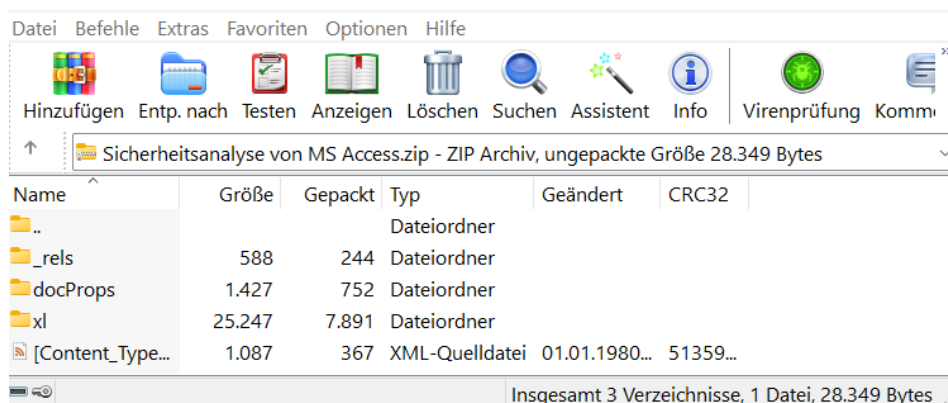 Datei Befehle Extras Favoriten Optionen Hilfe
Hinzufügen Entp. nach Testen Anzeigen Löschen Suchen Assistent Info Virenprüfung
Sicherheitsanalyse von MS Access.zip - ZIP Archiv, ungepackte Größe 28.349 Bytes
Name Größe Gepackt Typ Geändert CRC32
.. Dateiordner
_rels 588 244 Dateiordner
docProps 1.427 752 Dateiordner
xl 25.247 7.891 Dateiordner
[Content_Type... 1.087 367 XML-Quelldatei 01.01.1980... 51359...
Insgesamt 3 Verzeichnisse, 1 Datei, 28.349 Bytes